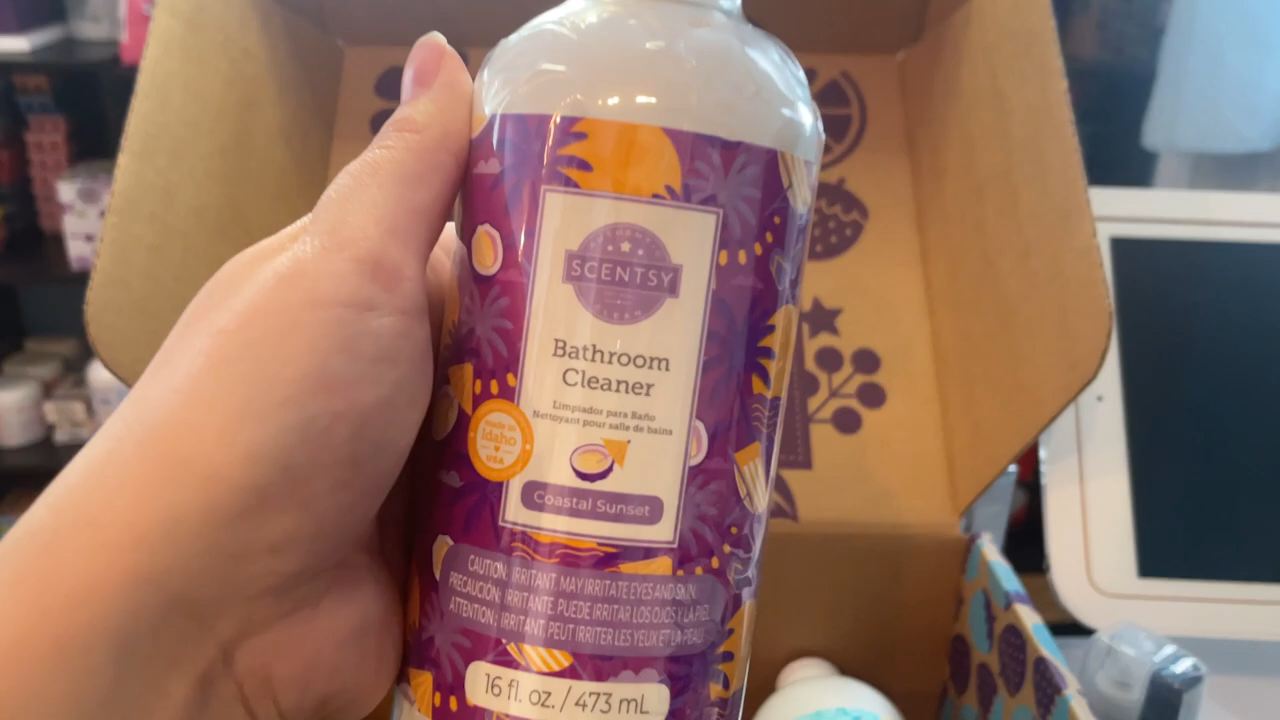 AUTHENTIC
SCENTSY
CLEAN
Bathroom
Cleaner
Limpiador para Baño
Nettoyant pour salle de bains
made in
Idaho
USA
Coastal Sunset
CAUTION: IRRITANT. MAY IRRITATE EYES AND SKIN.
PRECAUCIÓN: IRRITANTE. PUEDE IRRITAR LOS OJOS Y LA PIEL.
ATTENTION : IRRITANT. PEUT IRRITER LES YEUX ET LA PEAU.
16 fl. oz. / 473 mL